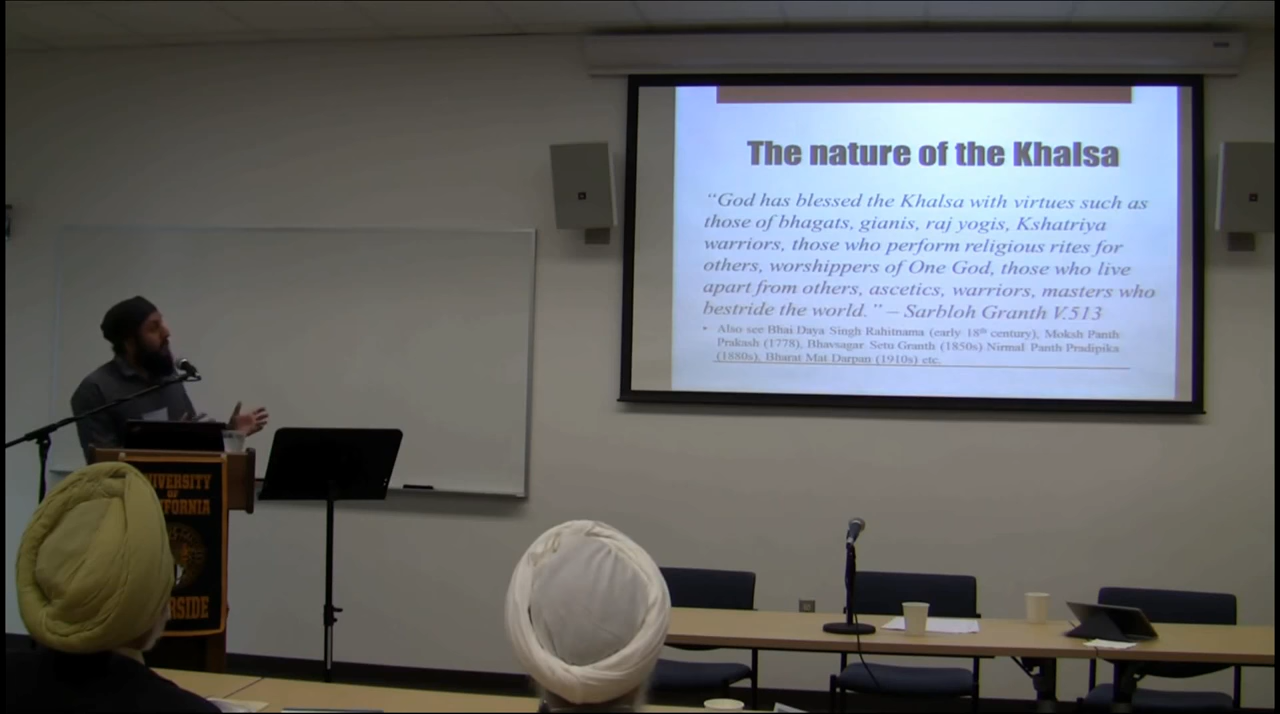 The nature of the Khalsa
“God has blessed the Khalsa with virtues such as
those of bhagats, gianis, raj yogis, Kshatriya
warriors, those who perform religious rites for
others, worshippers of One God, those who live
apart from others, ascetics, warriors, masters who
bestride the world.” – Sarbloh Granth V.513
• Also see Bhai Daya Singh Rahitnama (early 18th century), Moksh Panth
Prakash (1778), Bhavsagar Setu Granth (1850s) Nirmal Panth Pradipika
(1880s), Bharat Mat Darpan (1910s) etc.
NIVERSITY
OF
IFORNIA
RSIDE